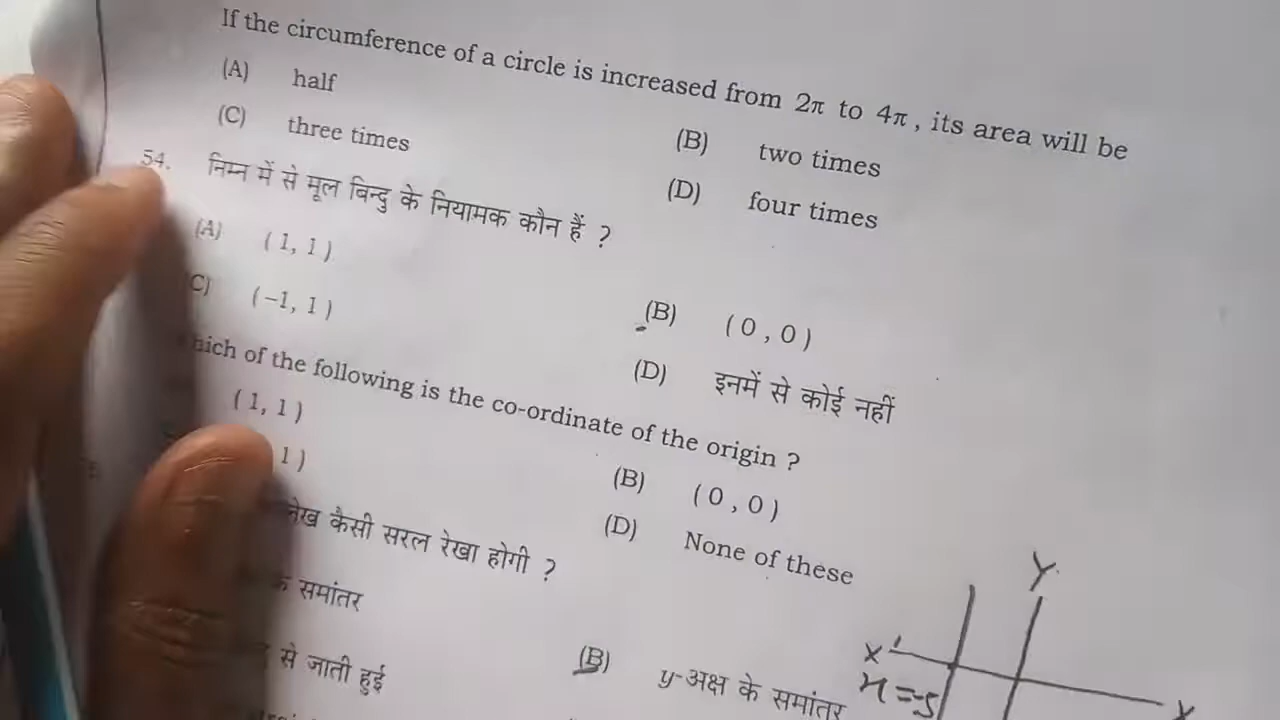 If the circumference of a circle is increased from 2π to 4π, its area will be
(A) half
(B) two times
(C) three times
(D) four times
54. निम्न में से मूल बिन्दु के नियामक कौन हैं ?
(A) ( 1, 1 )
(B) ( 0 , 0 )
C) ( –1, 1 )
(D) इनमें से कोई नहीं
hich of the following is the co-ordinate of the origin ?
( 1, 1 )
(B) ( 0 , 0 )
1 )
(D) None of these
लेख कैसी सरल रेखा होगी ?
के समांतर
(B) y-अक्ष के समांतर
से जाती हुई
Y
X'
x = -5
X